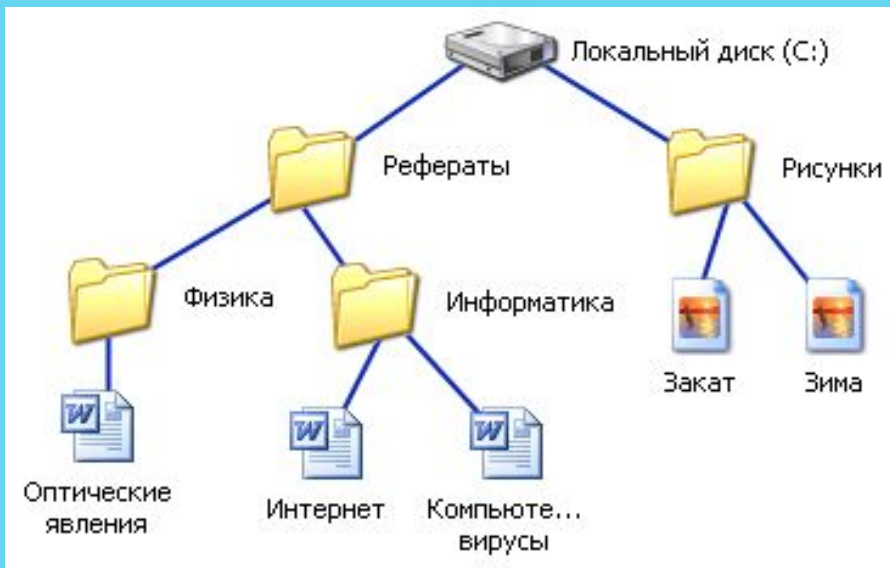 Локальный диск (C:)
Рефераты
Рисунки
Физика
Информатика
Закат
Зима
Оптические
явления
Интернет
Компьюте...
вирусы